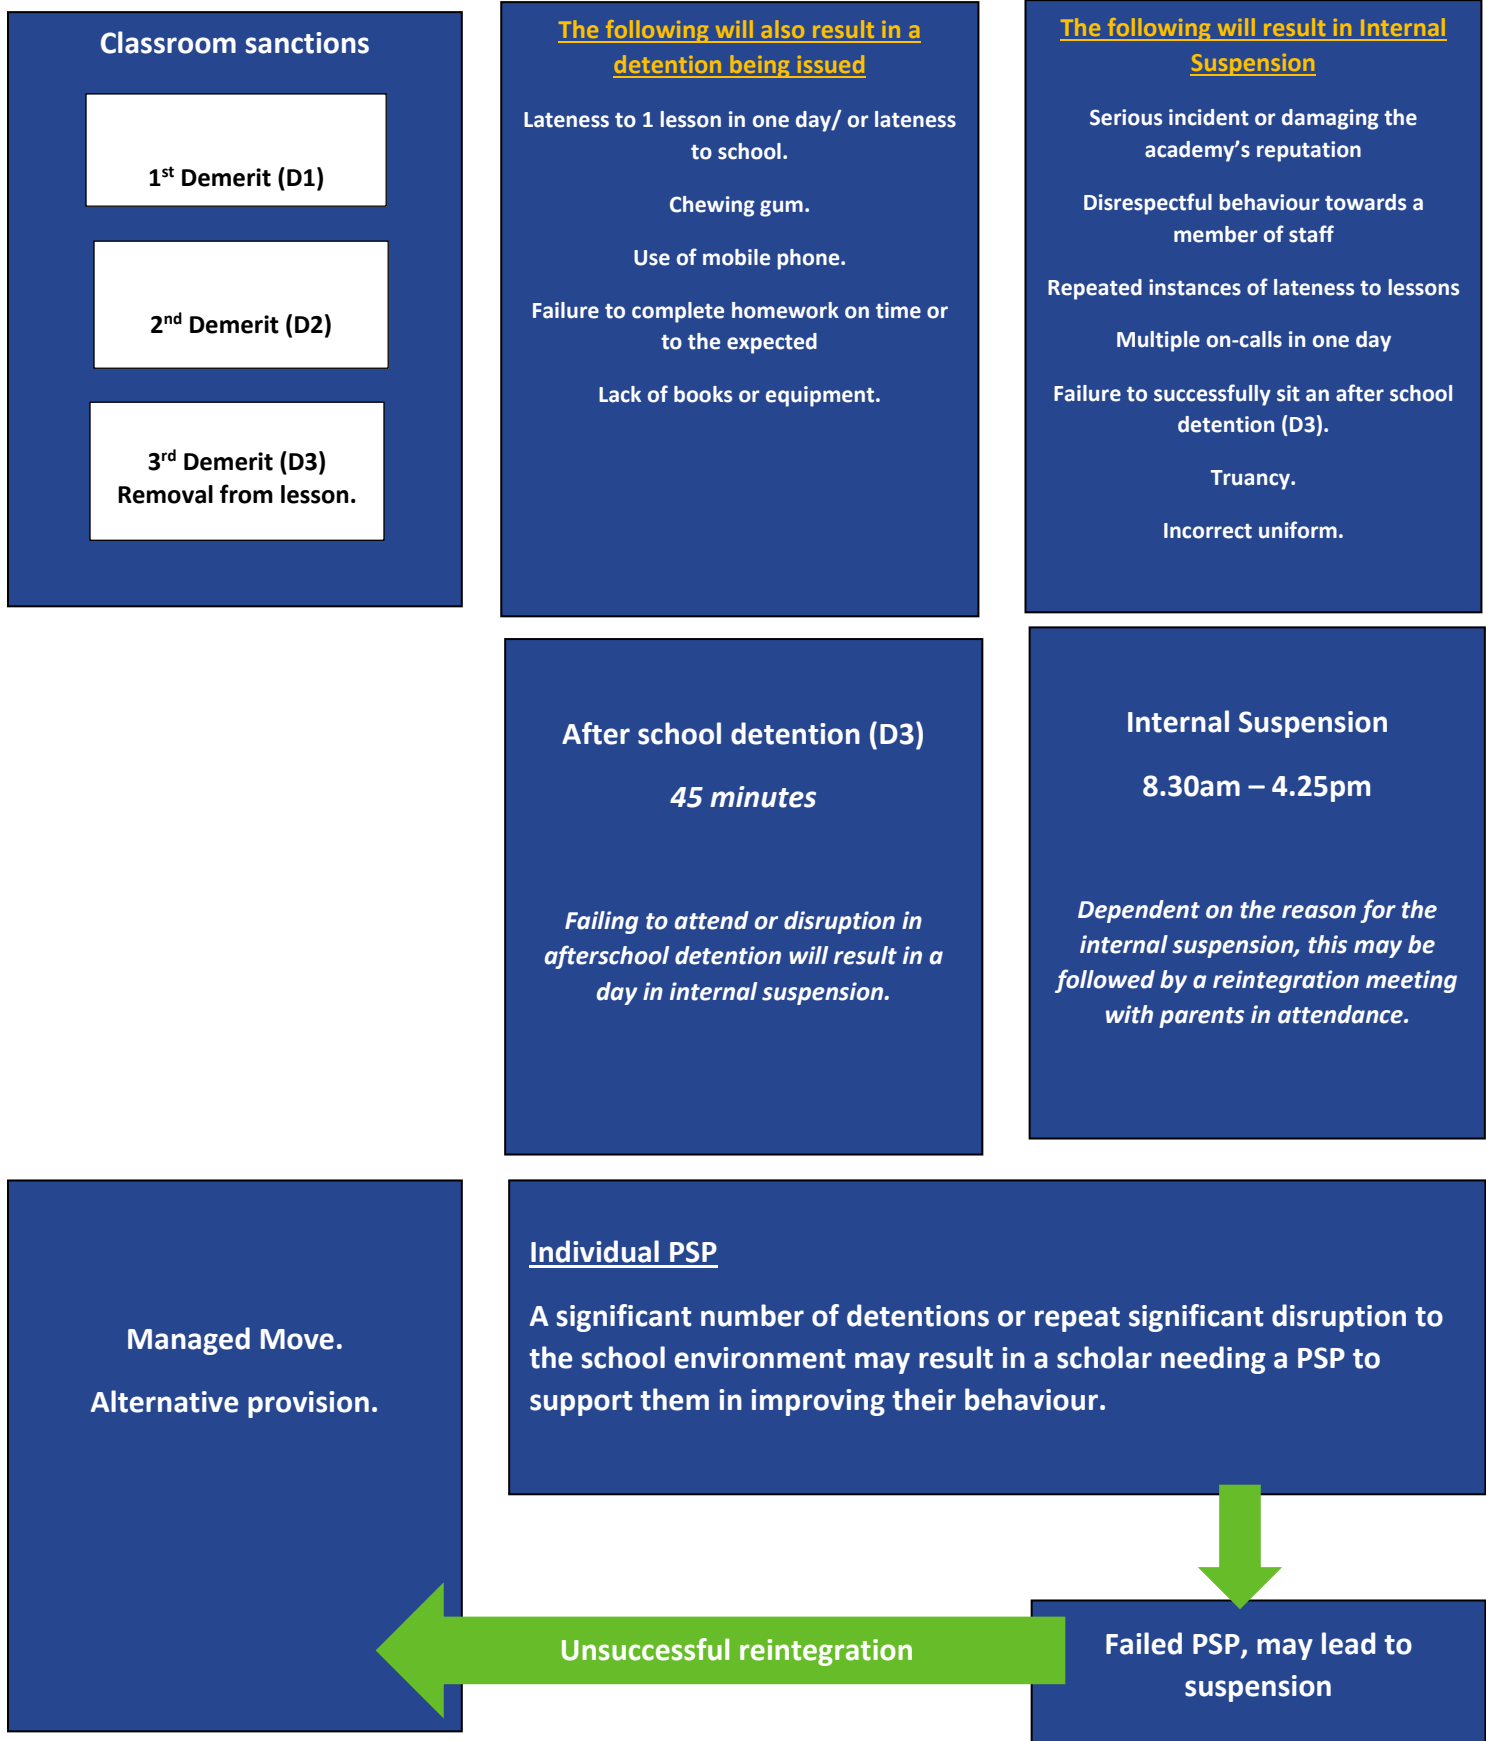 Classroom sanctions
1st Demerit (D1)
2nd Demerit (D2)
3rd Demerit (D3)
Removal from lesson.
The following will also result in a
detention being issued
Lateness to 1 lesson in one day/ or lateness
to school.
Chewing gum.
Use of mobile phone.
Failure to complete homework on time or
to the expected
Lack of books or equipment.
The following will result in Internal
Suspension
Serious incident or damaging the
academy’s reputation
Disrespectful behaviour towards a
member of staff
Repeated instances of lateness to lessons
Multiple on-calls in one day
Failure to successfully sit an after school
detention (D3).
Truancy.
Incorrect uniform.
After school detention (D3)
45 minutes
Failing to attend or disruption in
afterschool detention will result in a
day in internal suspension.
Internal Suspension
8.30am – 4.25pm
Dependent on the reason for the
internal suspension, this may be
followed by a reintegration meeting
with parents in attendance.
Managed Move.
Alternative provision.
Individual PSP
A significant number of detentions or repeat significant disruption to
the school environment may result in a scholar needing a PSP to
support them in improving their behaviour.
Unsuccessful reintegration
Failed PSP, may lead to
suspension